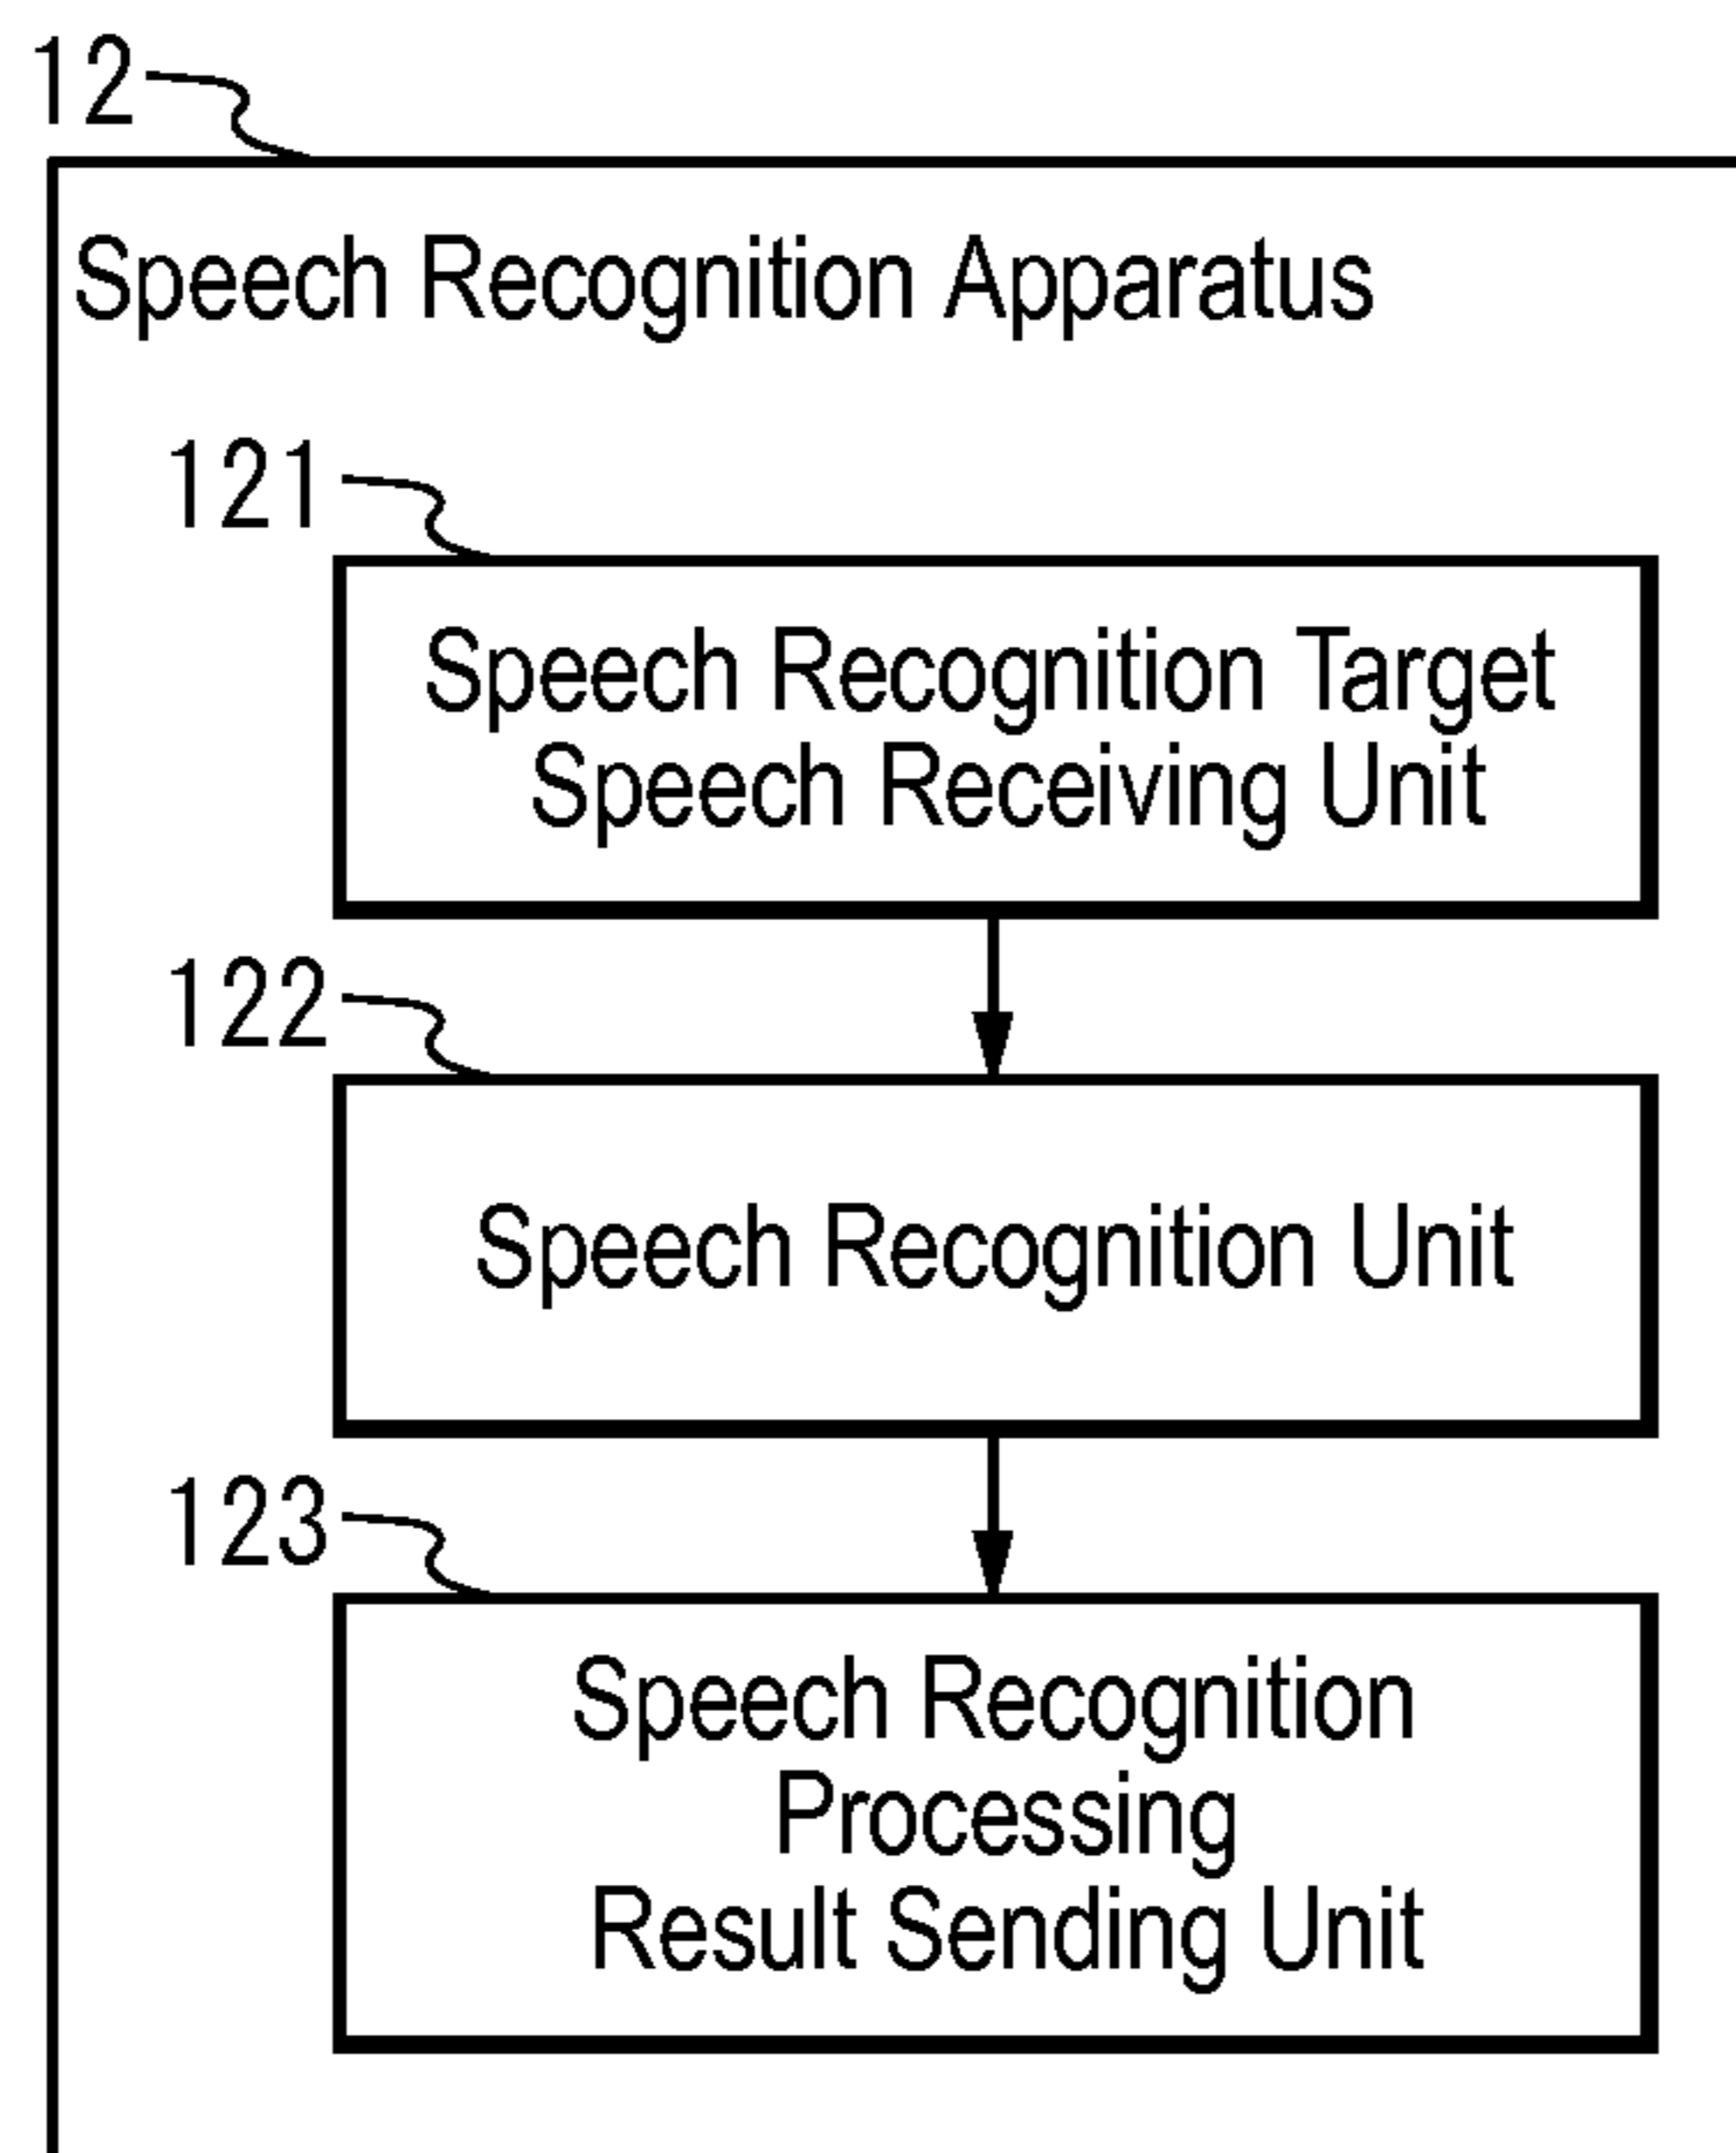 12
Speech Recognition Apparatus
121
Speech Recognition Target
Speech Receiving Unit
122
Speech Recognition Unit
123
Speech Recognition
Processing
Result Sending Unit